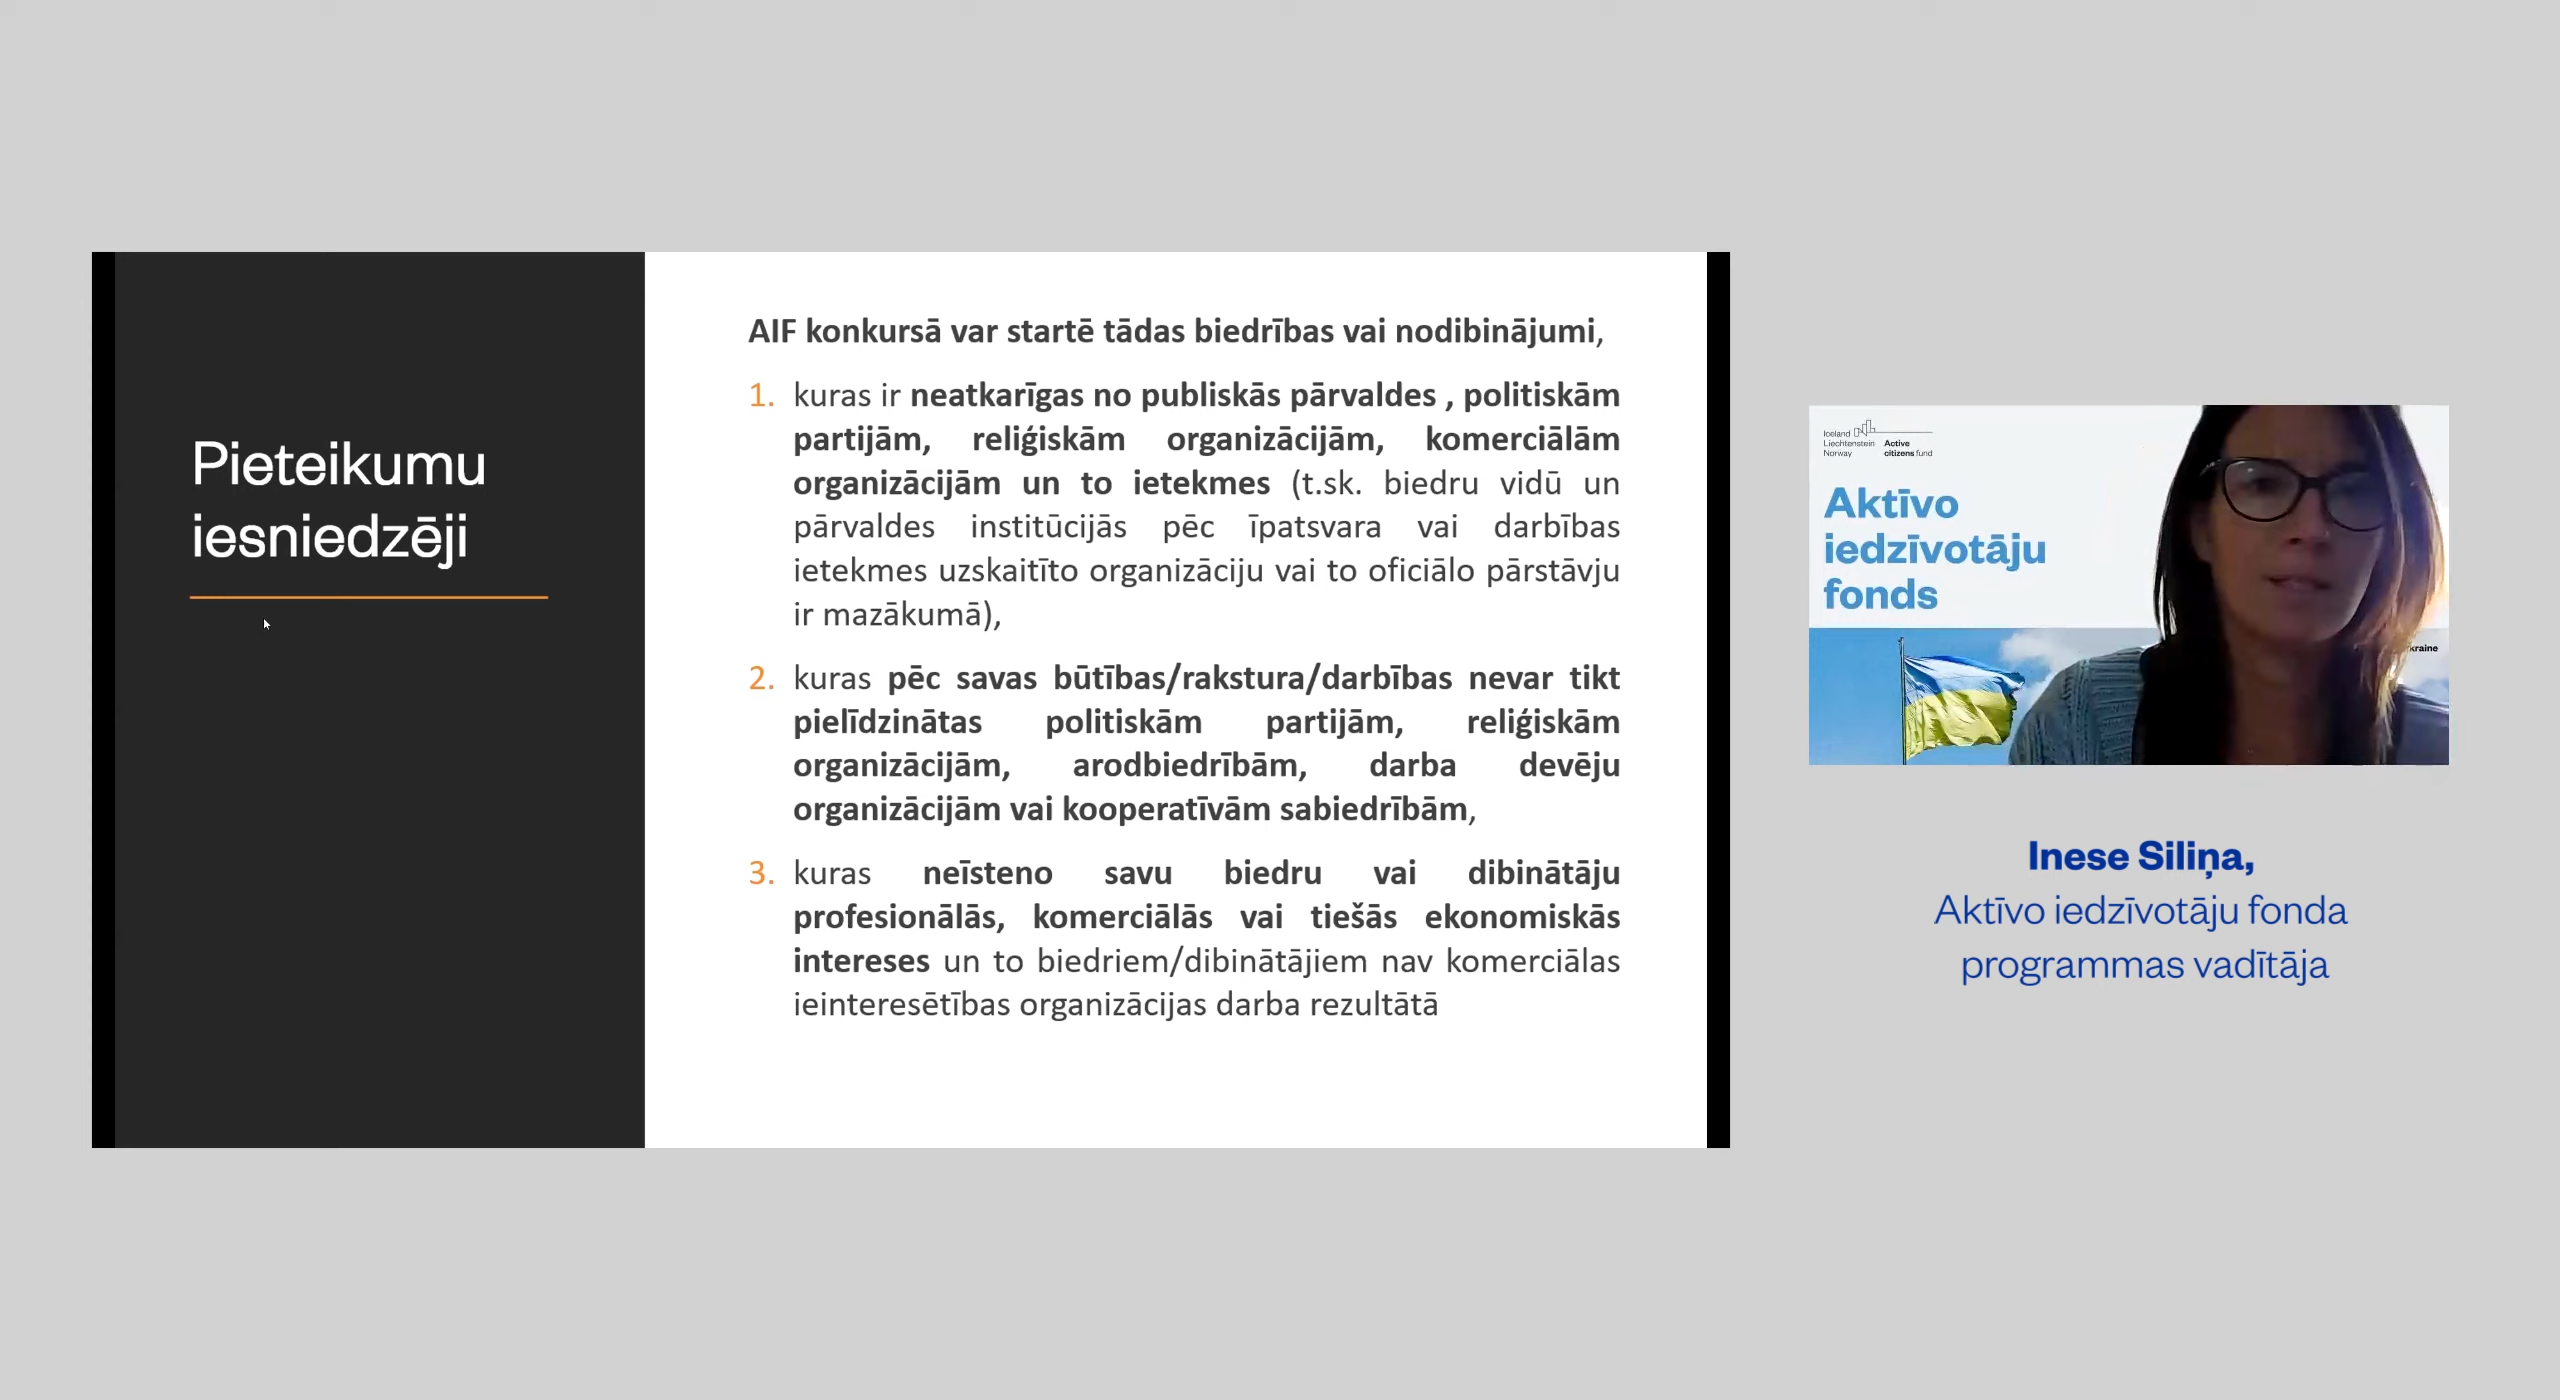 Pieteikumu
iesniedzēji
AIF konkursā var startē tādas biedrības vai nodibinājumi,
1. kuras ir neatkarīgas no publiskās pārvaldes , politiskām
partijām, reliģiskām organizācijām, komerciālām
organizācijām un to ietekmes (t.sk. biedru vidū un
pārvaldes institūcijās pēc īpatsvara vai darbības
ietekmes uzskaitīto organizāciju vai to oficiālo pārstāvju
ir mazākumā),
2. kuras pēc savas būtības/rakstura/darbības nevar tikt
pielīdzinātas politiskām partijām, reliģiskām
organizācijām, arodbiedrībām, darba devēju
organizācijām vai kooperatīvām sabiedrībām,
3. kuras neīsteno savu biedru vai dibinātāju
profesionālās, komerciālās vai tiešās ekonomiskās
intereses un to biedriem/dibinātājiem nav komerciālas
ieinteresētības organizācijas darba rezultātā
Iceland
Liechtenstein Active
Norway citizens fund
Aktīvo
iedzīvotāju
fonds
kraine
Inese Siliņa,
Aktīvo iedzīvotāju fonda
programmas vadītāja